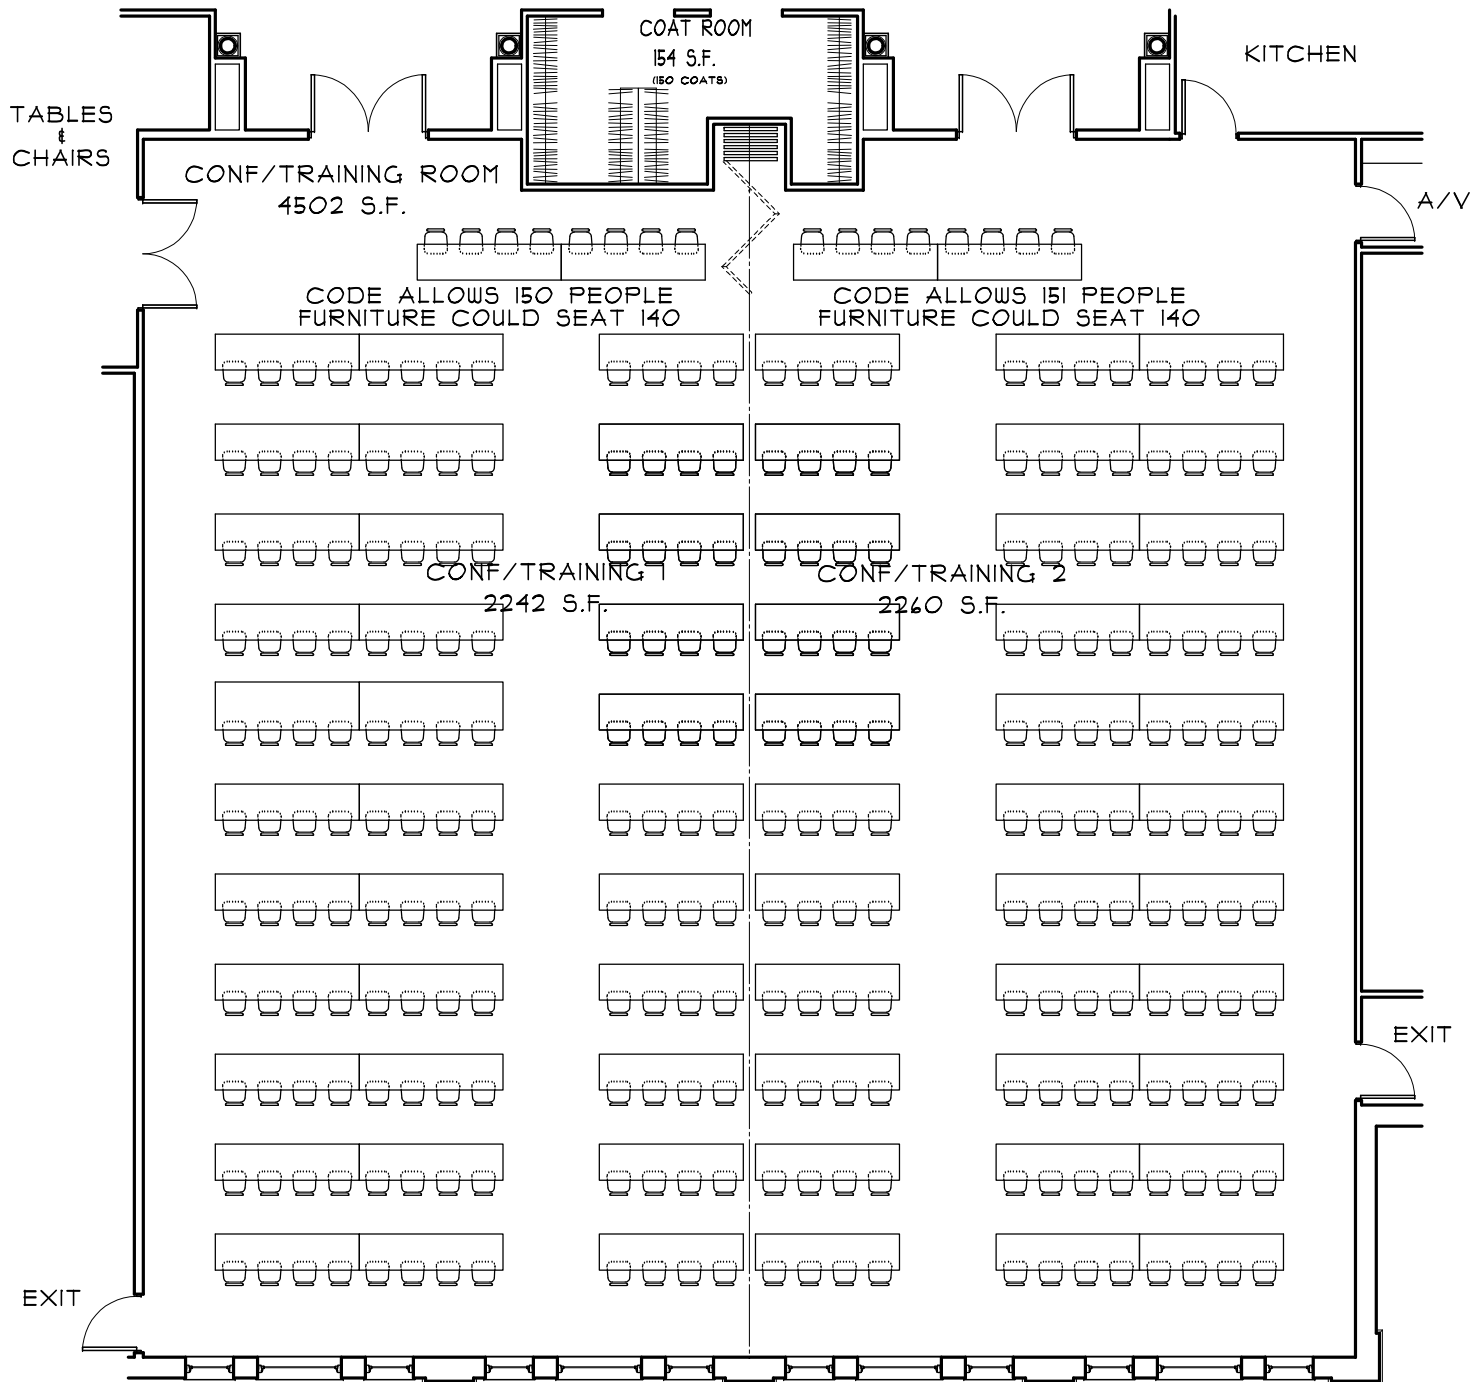 COAT ROOM
154 S.F.
(150 COATS)
KITCHEN
TABLES
&
CHAIRS
CONF/TRAINING ROOM
4502 S.F.
A/V
CODE ALLOWS 150 PEOPLE
FURNITURE COULD SEAT 140
CODE ALLOWS 151 PEOPLE
FURNITURE COULD SEAT 140
CONF/TRAINING 1
2242 S.F.
CONF/TRAINING 2
2260 S.F.
EXIT
EXIT